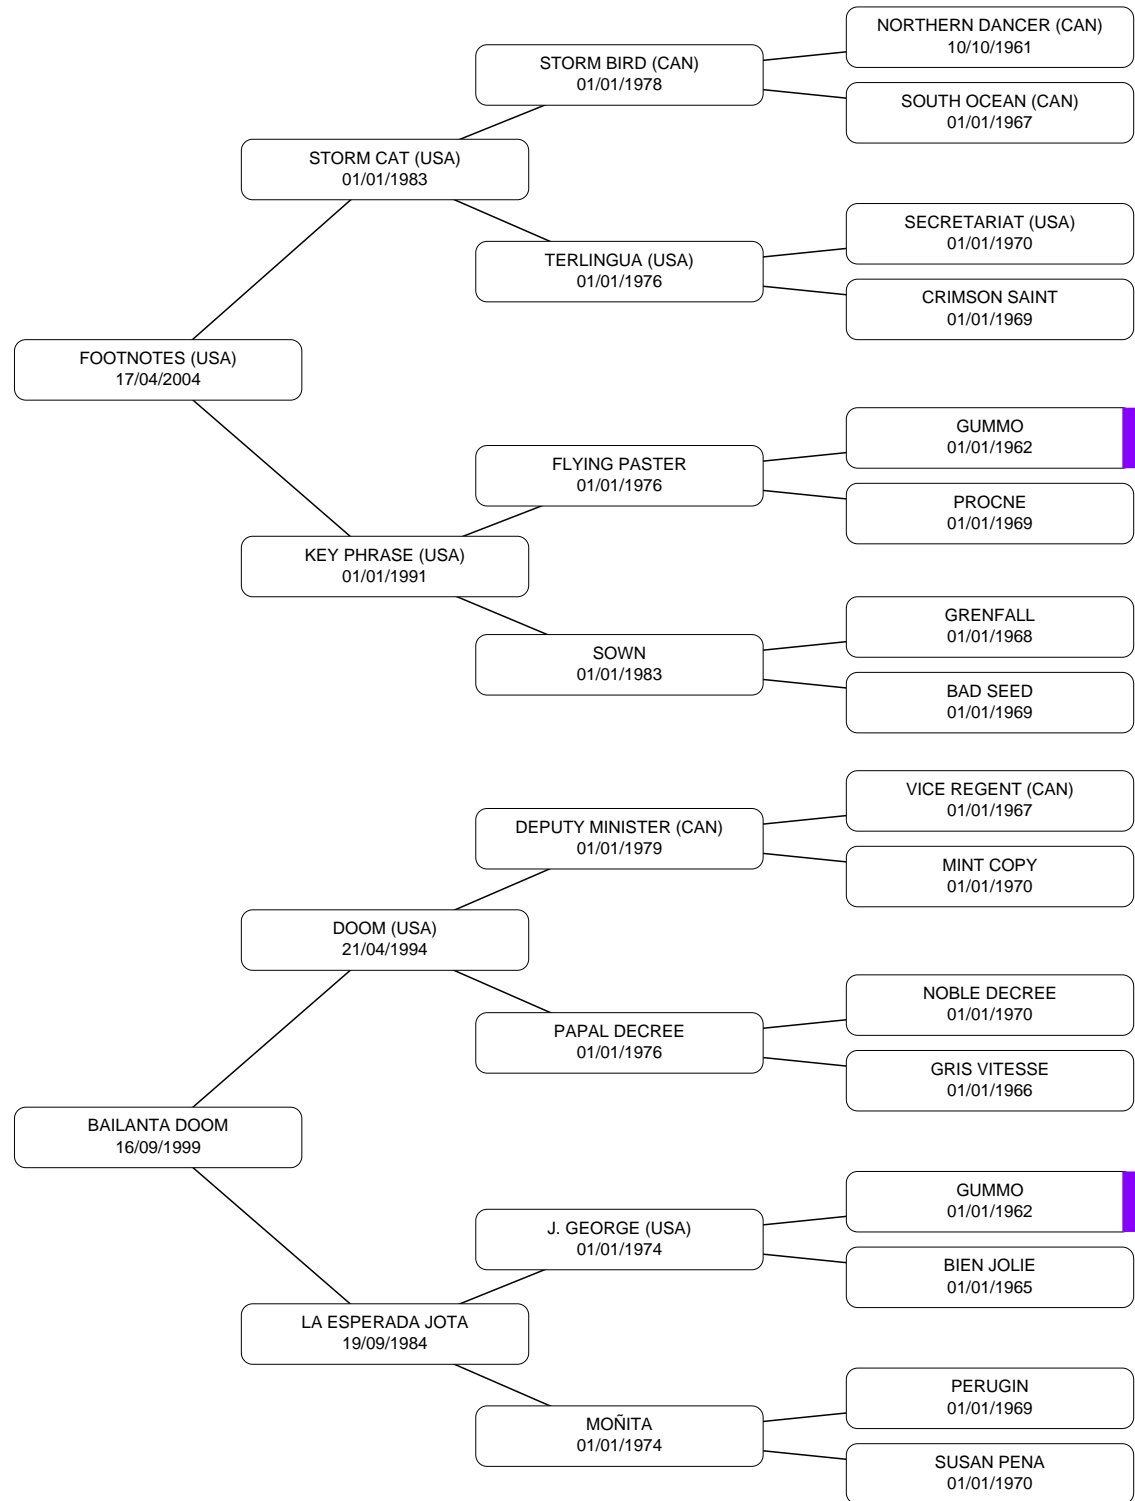 NORTHERN DANCER (CAN)
10/10/1961
STORM BIRD (CAN)
01/01/1978
SOUTH OCEAN (CAN)
01/01/1967
STORM CAT (USA)
01/01/1983
SECRETARIAT (USA)
01/01/1970
TERLINGUA (USA)
01/01/1976
CRIMSON SAINT
01/01/1969
FOOTNOTES (USA)
17/04/2004
GUMMO
01/01/1962
FLYING PASTER
01/01/1976
PROCNE
01/01/1969
KEY PHRASE (USA)
01/01/1991
GRENFALL
01/01/1968
SOWN
01/01/1983
BAD SEED
01/01/1969
VICE REGENT (CAN)
01/01/1967
DEPUTY MINISTER (CAN)
01/01/1979
MINT COPY
01/01/1970
DOOM (USA)
21/04/1994
NOBLE DECREE
01/01/1970
PAPAL DECREE
01/01/1976
GRIS VITESSE
01/01/1966
BAILANTA DOOM
16/09/1999
GUMMO
01/01/1962
J. GEORGE (USA)
01/01/1974
BIEN JOLIE
01/01/1965
LA ESPERADA JOTA
19/09/1984
PERUGIN
01/01/1969
MOÑITA
01/01/1974
SUSAN PENA
01/01/1970